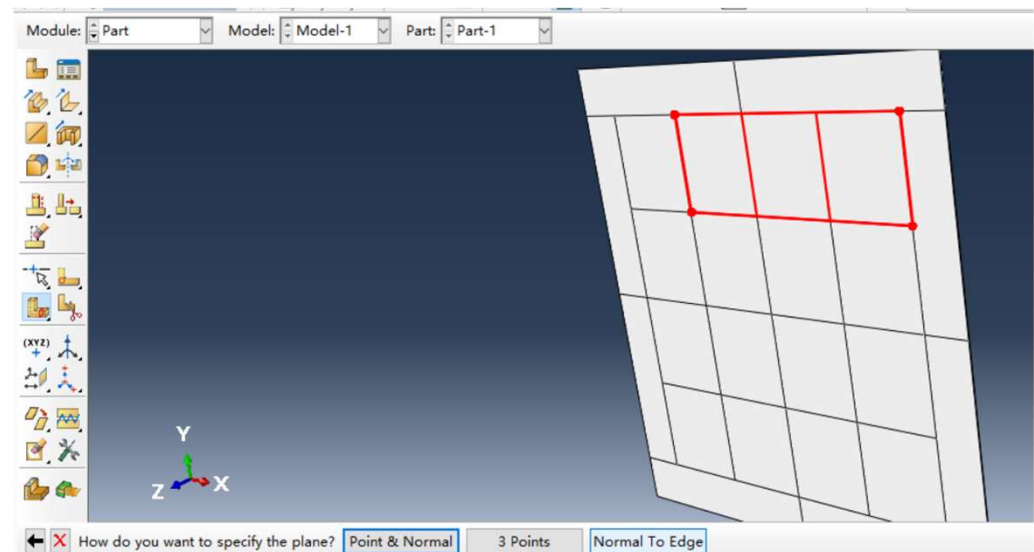 Module: Part Model: Model-1 Part: Part-1
(XYZ)
Y
Z X
How do you want to specify the plane? Point & Normal 3 Points Normal To Edge